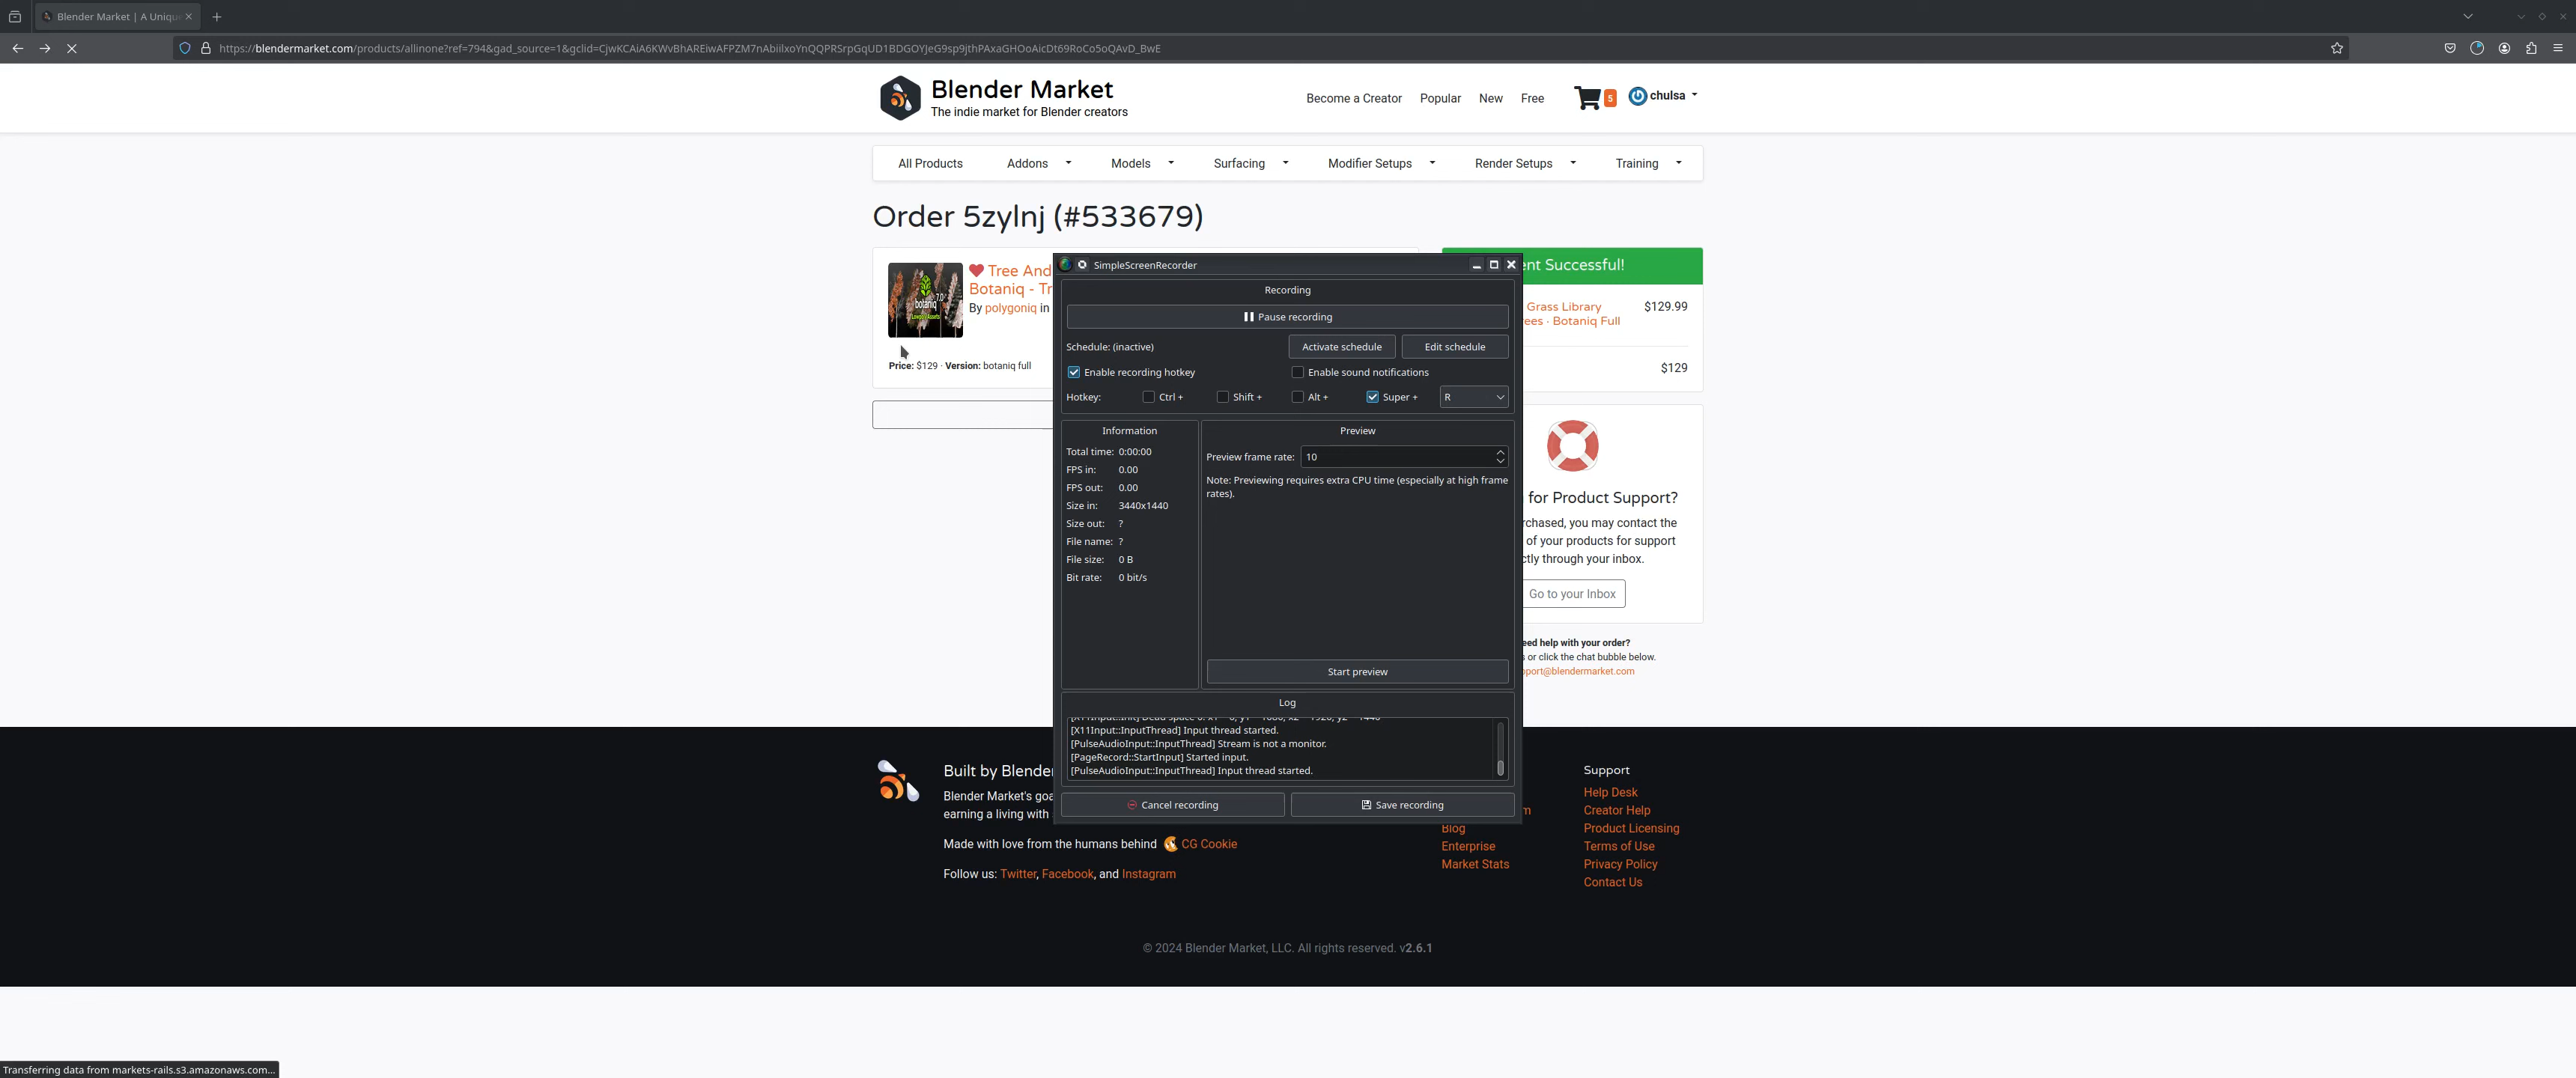 Blender Market | A Uniqu
https://blendermarket.com/products/allinone?ref=794&gad_source=1&gclid=CjwKCAiA6KWvBhAREiwAFPZM7nAbiilxoYnQQPRSrpGqUD1BDGOYJeG9sp9jthPAxaGHOoAicDt69RoCo5oQAvD_BwE
Blender Market
The indie market for Blender creators
Become a Creator Popular New Free 5 chulsa
All Products Addons Models Surfacing Modifier Setups Render Setups Training
Order 5zylnj (#533679)
Tree And
Botaniq - Tr
By polygoniq in
botaniq 7.0
Price: $129 · Version: botaniq full
SimpleScreenRecorder
Recording
Pause recording
Schedule: (inactive) Activate schedule Edit schedule
Enable recording hotkey Enable sound notifications
Hotkey: Ctrl + Shift + Alt + Super + R
Information
Total time: 0:00:00
FPS in: 0.00
FPS out: 0.00
Size in: 3440x1440
Size out: ?
File name: ?
File size: 0 B
Bit rate: 0 bit/s
Preview
Preview frame rate: 10
Note: Previewing requires extra CPU time (especially at high frame
rates).
Start preview
Log
[X11Input::InputThread] Input thread started.
[PulseAudioInput::InputThread] Stream is not a monitor.
[PageRecord::StartInput] Started input.
[PulseAudioInput::InputThread] Input thread started.
Cancel recording Save recording
nt Successful!
Grass Library $129.99
ees · Botaniq Full
$129
for Product Support?
rchased, you may contact the
of your products for support
ctly through your inbox.
Go to your Inbox
eed help with your order?
s or click the chat bubble below.
pport@blendermarket.com
Built by Blende
Blender Market's goa
earning a living with
Made with love from the humans behind CG Cookie
Follow us: Twitter, Facebook, and Instagram
m
Blog
Enterprise
Market Stats
Support
Help Desk
Creator Help
Product Licensing
Terms of Use
Privacy Policy
Contact Us
© 2024 Blender Market, LLC. All rights reserved. v2.6.1
Transferring data from markets-rails.s3.amazonaws.com...